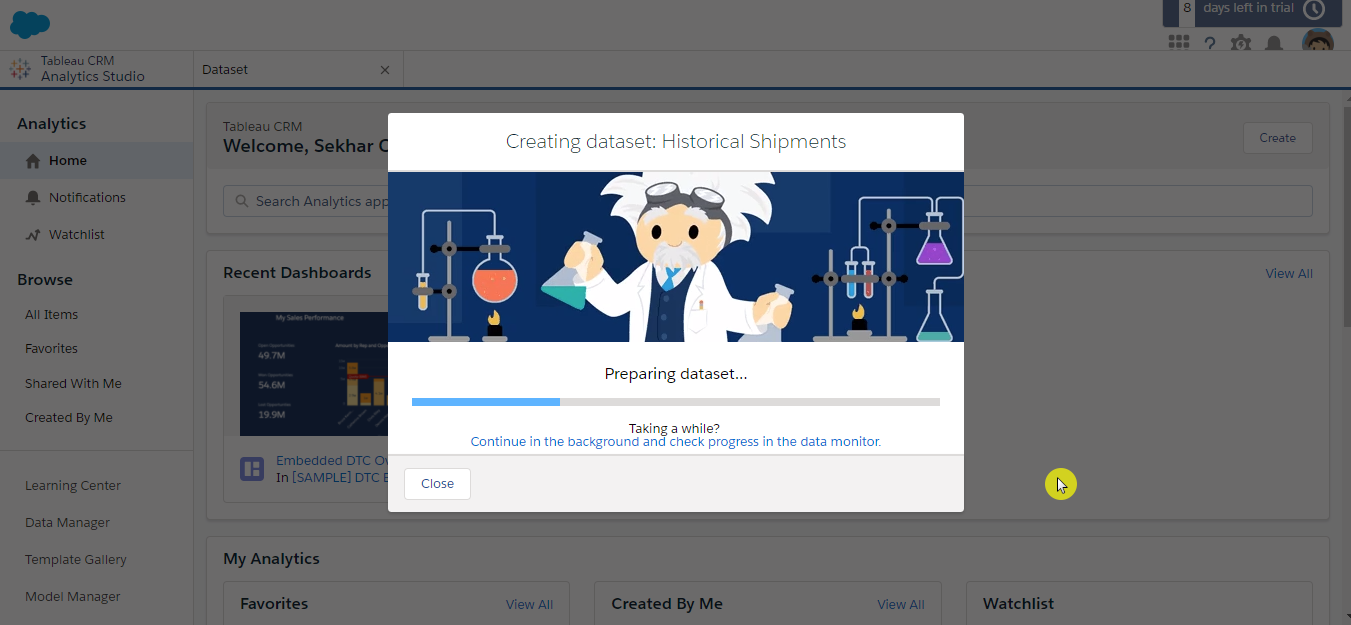 8 days left in trial
Tableau CRM
Analytics Studio
Dataset
Analytics
Home
Notifications
Watchlist
Browse
All Items
Favorites
Shared With Me
Created By Me
Learning Center
Data Manager
Template Gallery
Model Manager
Tableau CRM
Welcome, Sekhar
Create
Search Analytics app
Recent Dashboards
View All
My Sales Performance
49.7M
54.6M
19.9M
Embedded DTC
In [SAMPLE] DTC
Creating dataset: Historical Shipments
Preparing dataset...
Taking a while?
Continue in the background and check progress in the data monitor.
Close
My Analytics
Favorites
View All
Created By Me
View All
Watchlist